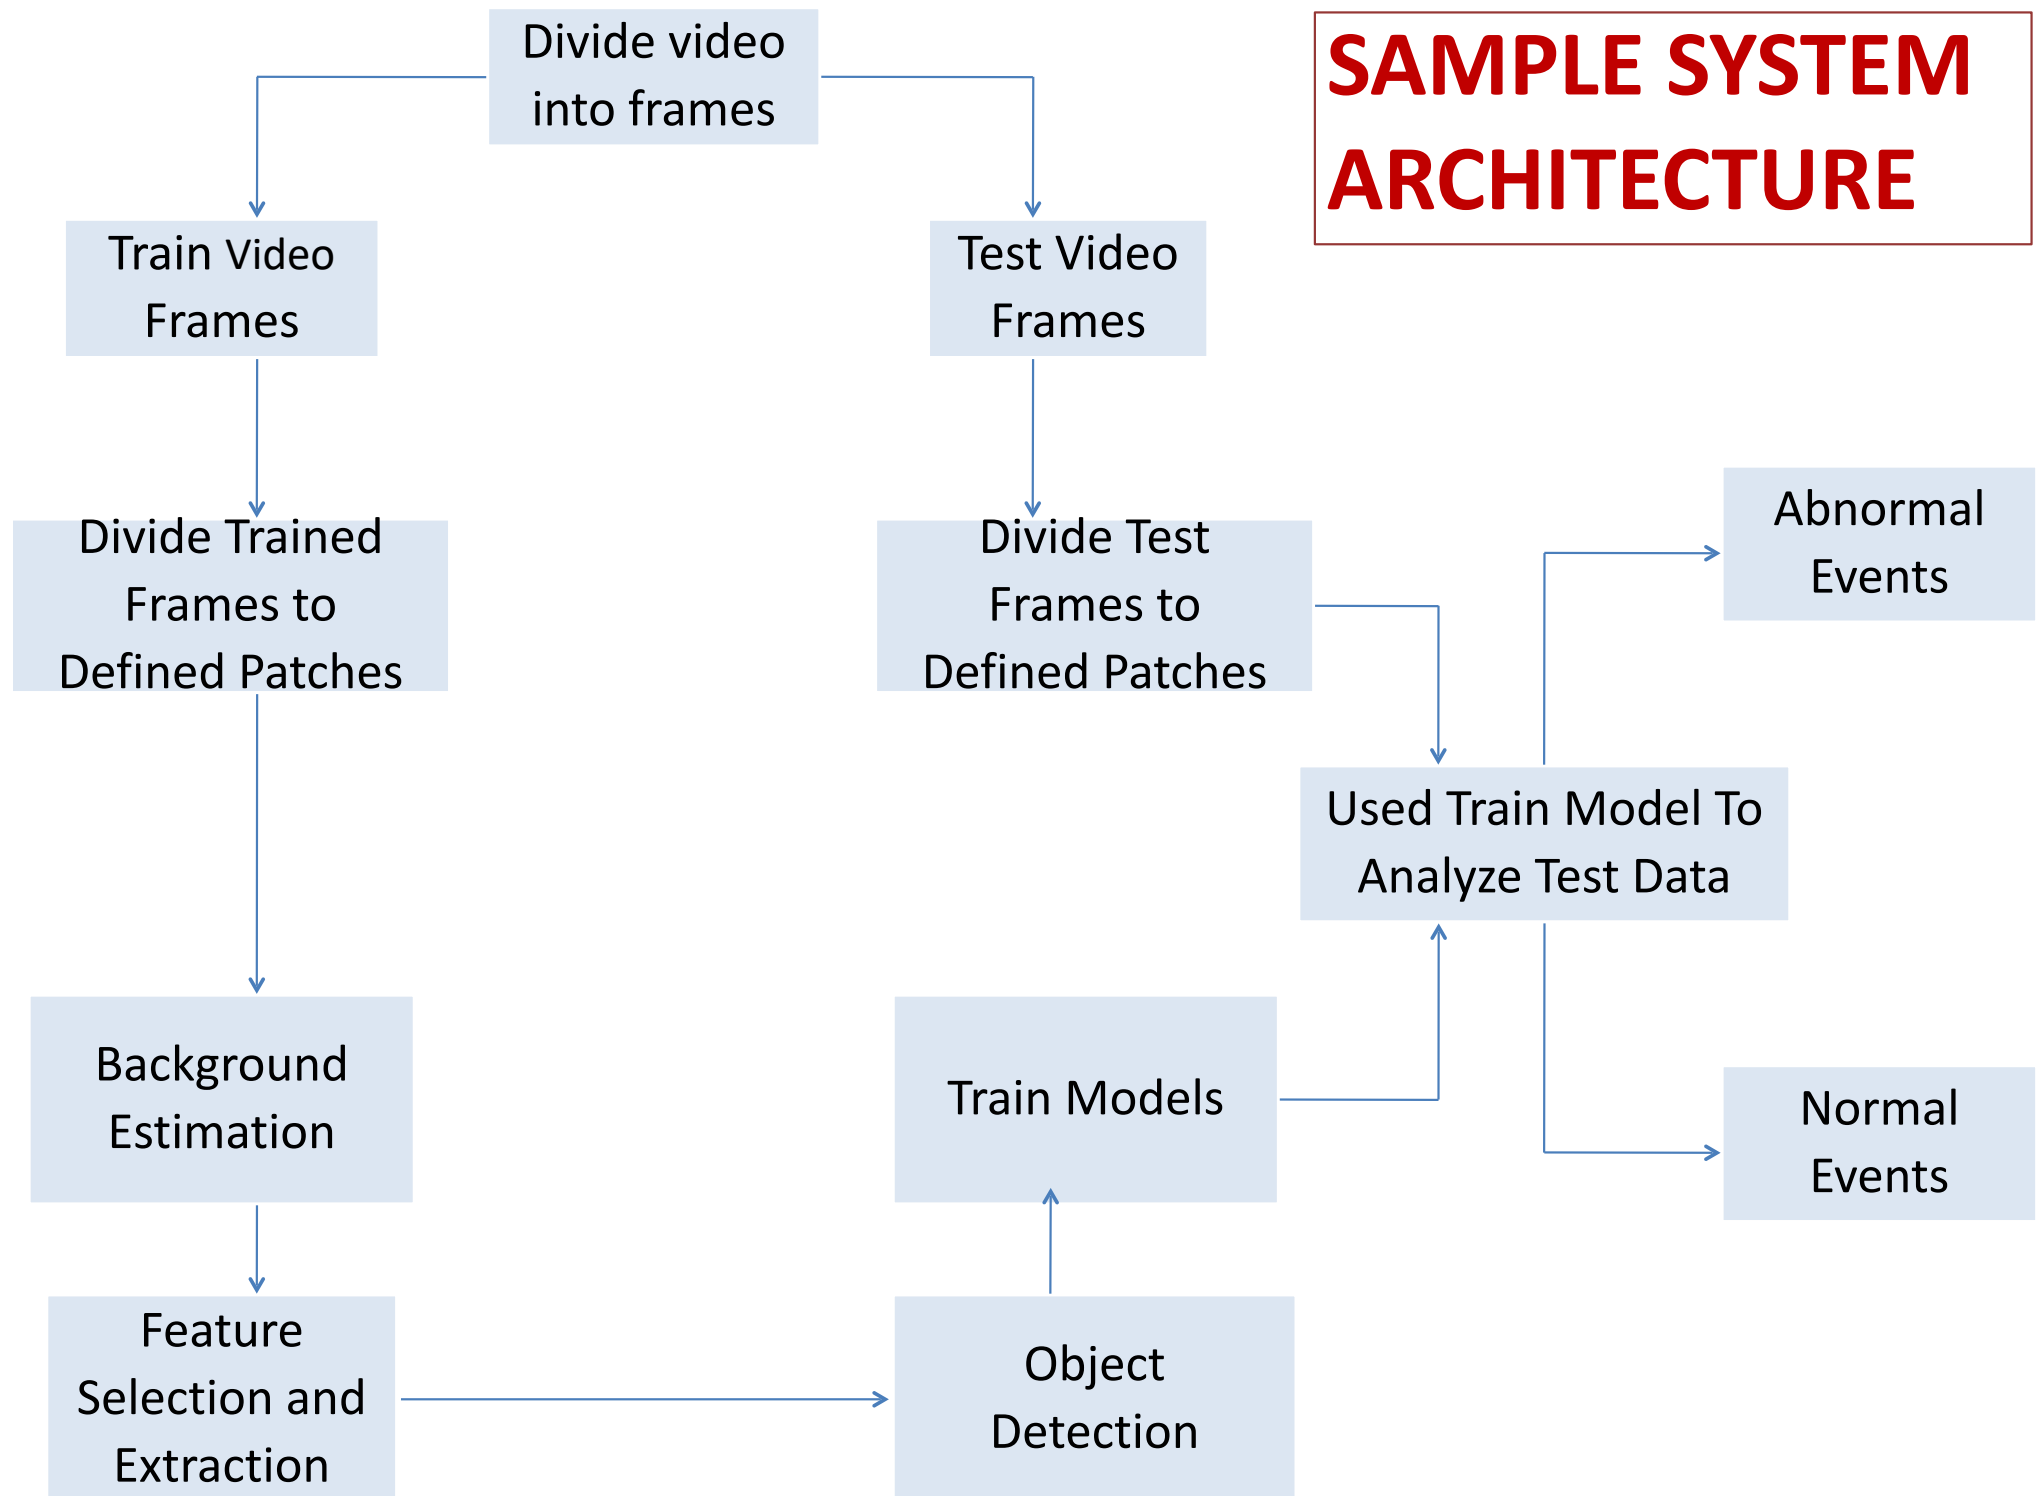 Divide video
into frames
SAMPLE SYSTEM
ARCHITECTURE
Train Video
Frames
Test Video
Frames
Divide Trained
Frames to
Defined Patches
Divide Test
Frames to
Defined Patches
Abnormal
Events
Used Train Model To
Analyze Test Data
Background
Estimation
Train Models
Normal
Events
Feature
Selection and
Extraction
Object
Detection